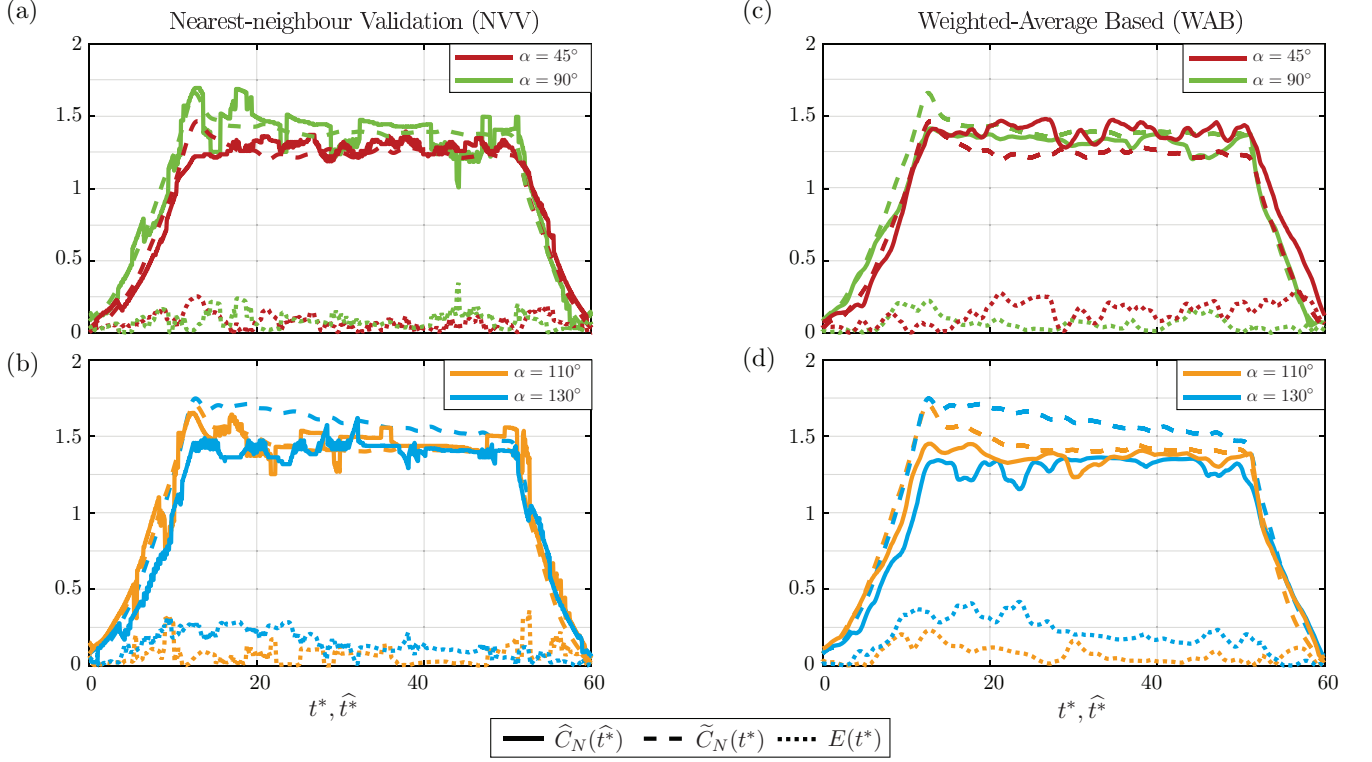 (a)
Nearest-neighbour Validation (NVV)
2
α = 45°
α = 90°
1.5
1
0.5
0
(b)
2
α = 110°
α = 130°
1.5
1
0.5
0
0 20 40 60
t*, t̂*
(c)
Weighted-Average Based (WAB)
2
α = 45°
α = 90°
1.5
1
0.5
0
(d)
2
α = 110°
α = 130°
1.5
1
0.5
0
0 20 40 60
t*, t̂*
Ĉ_N(t̂*) C̃_N(t*) E(t*)